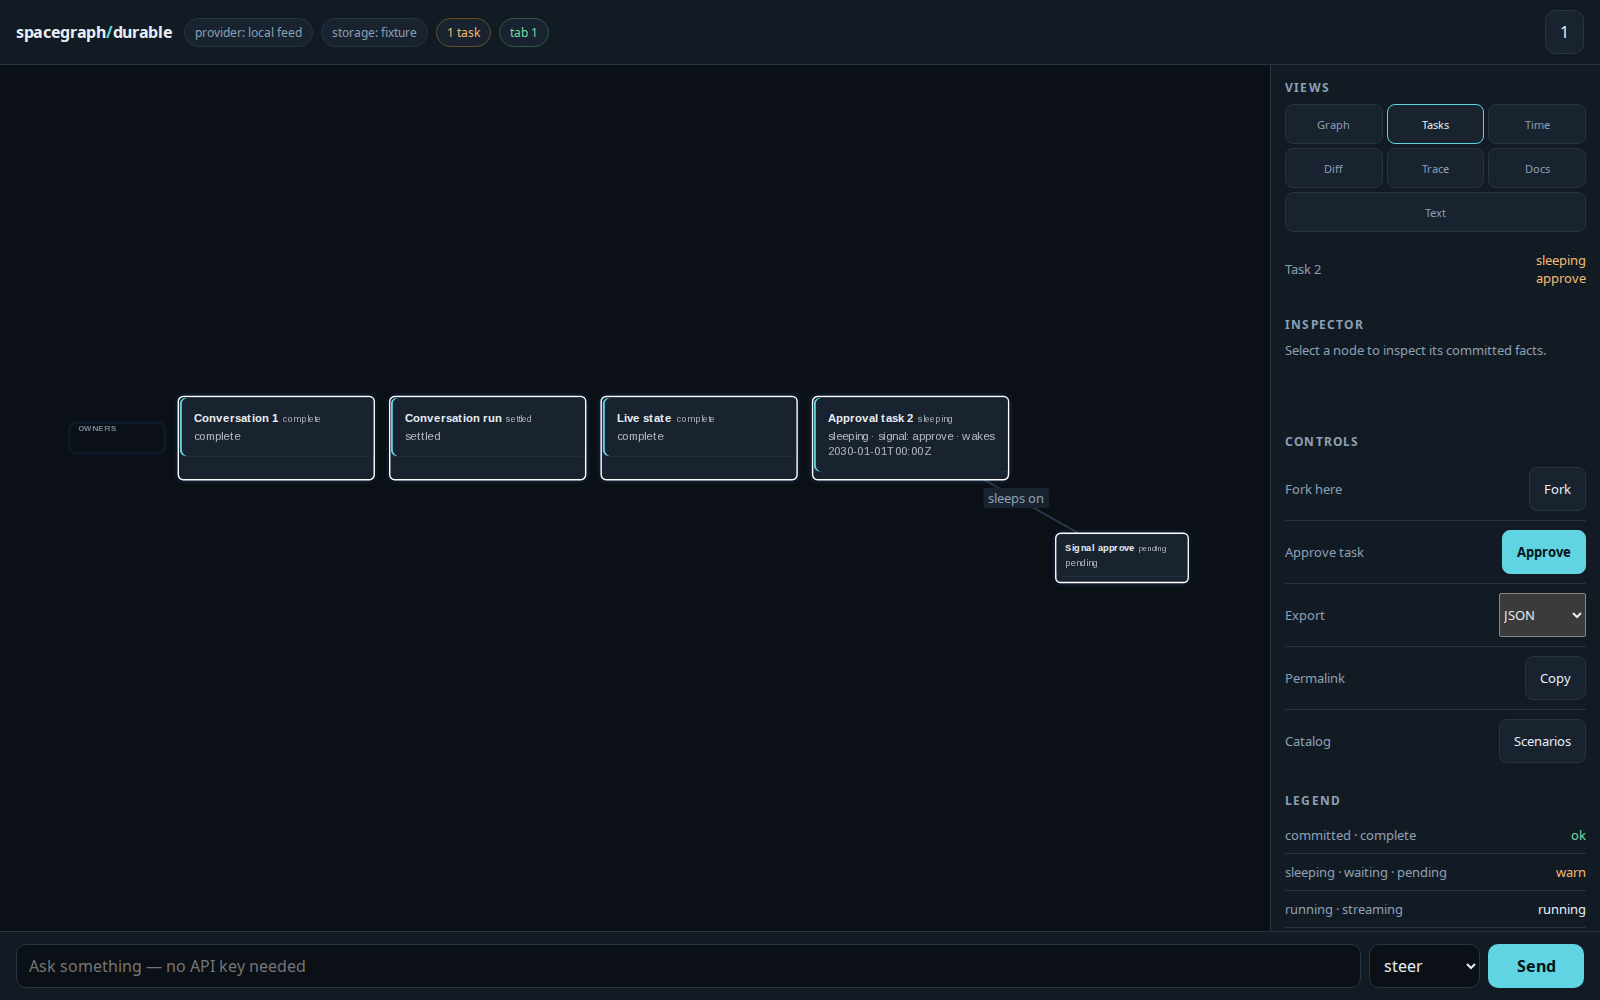 spacegraph/durable
provider: local feed
storage: fixture
1 task
tab 1
1
OWNERS
Conversation 1 complete
complete
Conversation run settled
settled
Live state complete
complete
Approval task 2 sleeping
sleeping · signal: approve · wakes
2030-01-01T00:00Z
sleeps on
Signal approve pending
pending
VIEWS
Graph
Tasks
Time
Diff
Trace
Docs
Text
Task 2
sleeping
approve
INSPECTOR
Select a node to inspect its committed facts.
CONTROLS
Fork here
Fork
Approve task
Approve
Export
JSON
Permalink
Copy
Catalog
Scenarios
LEGEND
committed · complete
ok
sleeping · waiting · pending
warn
running · streaming
running
Ask something — no API key needed
steer
Send